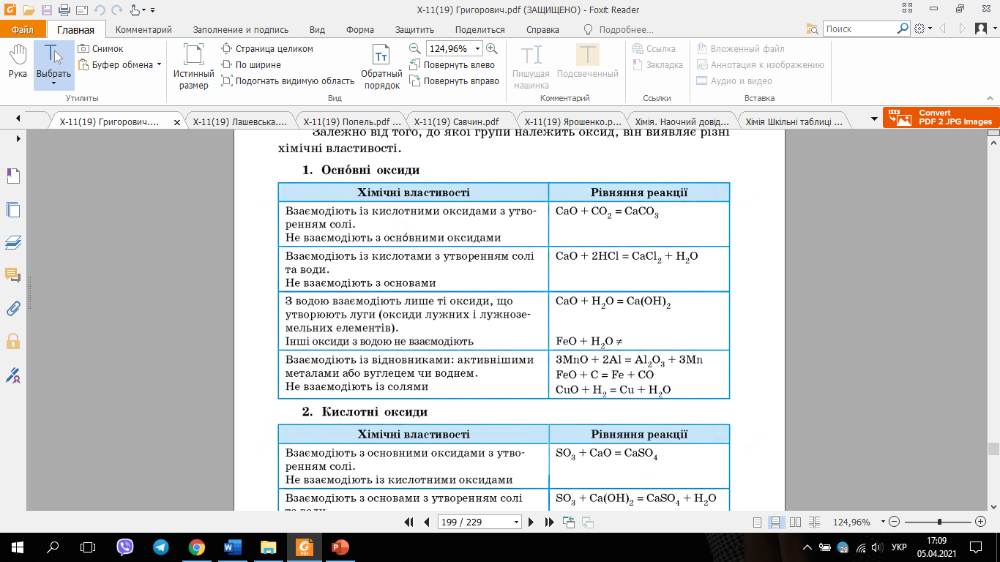 X-11(19) Григорович.pdf (ЗАЩИЩЕНО) - Foxit Reader
Файл Главная Комментарий Заполнение и подпись Вид Форма Защитить Поделиться Справка Подробнее... Поиск
Рука
Выбрать
Снимок
Буфер обмена
Утилиты
Истинный размер
Страница целиком
По ширине
Подогнать видимую область
Обратный порядок
124,96%
Повернуть влево
Повернуть вправо
Вид
Пишущая машинка
Подсвеченный
Комментарий
Ссылка
Закладка
Ссылки
Вложенный файл
Аннотация к изображению
Аудио и видео
Вставка
X-11(19) Григорович.... X-11(19) Лашевська.... X-11(19) Попель.pdf ... X-11(19) Савчин.pdf X-11(19) Ярошенко.р... Хімія. Наочний довід... Хімія Шкільні таблиці ...
Convert
PDF 2 JPG Images
Залежно від того, до якої групи належить оксид, він виявляє різні
хімічні властивості.
1. Осно́вні оксиди
Хімічні властивості Рівняння реакції
Взаємодіють із кислотними оксидами з утво-
ренням солі.
Не взаємодіють з осно́вними оксидами
CaO + CO₂ = CaCO₃
Взаємодіють із кислотами з утворенням солі
та води.
Не взаємодіють з основами
CaO + 2HCl = CaCl₂ + H₂O
З водою взаємодіють лише ті оксиди, що
утворюють луги (оксиди лужних і лужнозе-
мельних елементів).
Інші оксиди з водою не взаємодіють
CaO + H₂O = Ca(OH)₂
FeO + H₂O ≠
Взаємодіють із відновниками: активнішими
металами або вуглецем чи воднем.
Не взаємодіють із солями
3MnO + 2Al = Al₂O₃ + 3Mn
FeO + C = Fe + CO
CuO + H₂ = Cu + H₂O
2. Кислотні оксиди
Хімічні властивості Рівняння реакції
Взаємодіють з основними оксидами з утво-
ренням солі.
Не взаємодіють із кислотними оксидами
SO₃ + CaO = CaSO₄
Взаємодіють з основами з утворенням солі
та води
SO₃ + Ca(OH)₂ = CaSO₄ + H₂O
199 / 229
124,96%
29
УКР
17:09
05.04.2021